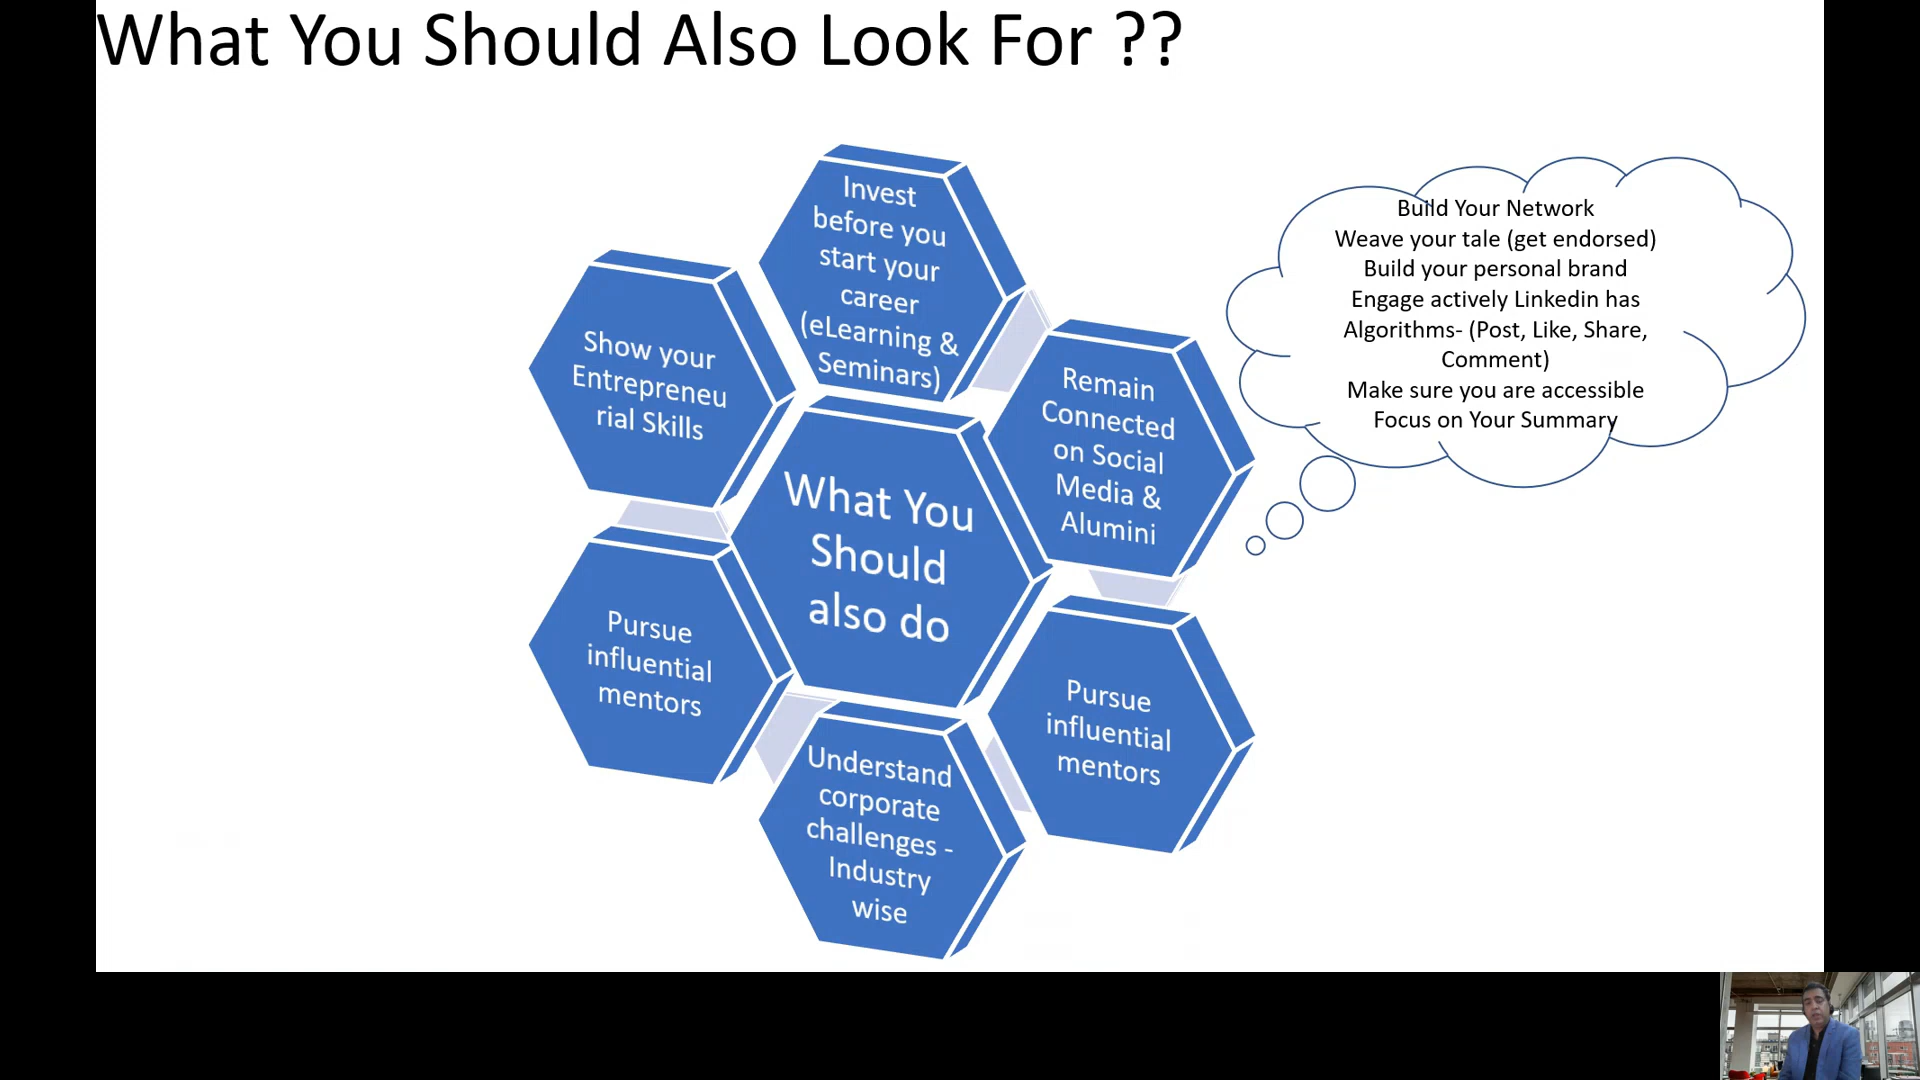 What You Should Also Look For ??
Invest
before you
start your
career
(eLearning &
Seminars)
Show your
Entrepreneu
rial Skills
Remain
Connected
on Social
Media &
Alumini
Build Your Network
Weave your tale (get endorsed)
Build your personal brand
Engage actively Linkedin has
Algorithms- (Post, Like, Share,
Comment)
Make sure you are accessible
Focus on Your Summary
What You
Should
also do
Pursue
influential
mentors
Pursue
influential
mentors
Understand
corporate
challenges -
Industry
wise